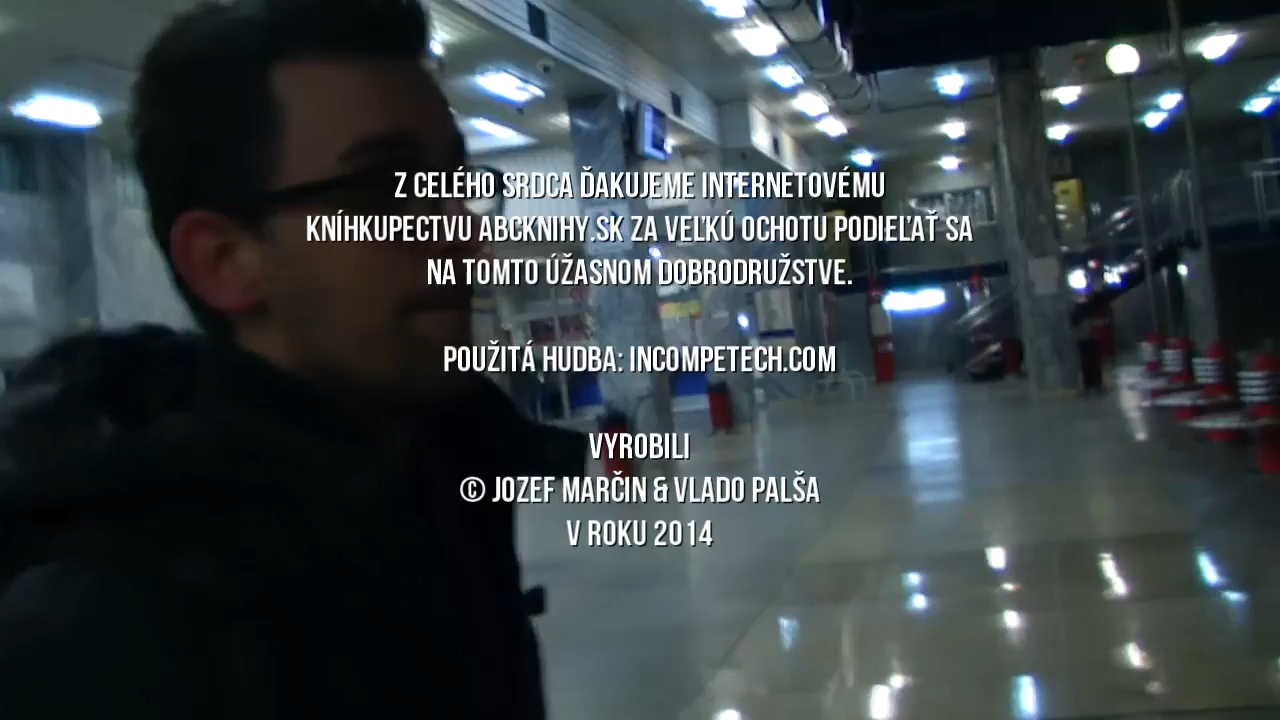 Z CELÉHO SRDCA ĎAKUJEME INTERNETOVÉMU
KNÍHKUPECTVU ABCKNIHY.SK ZA VEĽKÚ OCHOTU PODIEĽAŤ SA
NA TOMTO ÚŽASNOM DOBRODRUŽSTVE.
POUŽITÁ HUDBA: INCOMPETECH.COM
VYROBILI
© JOZEF MARČIN & VLADO PALŠA
V ROKU 2014